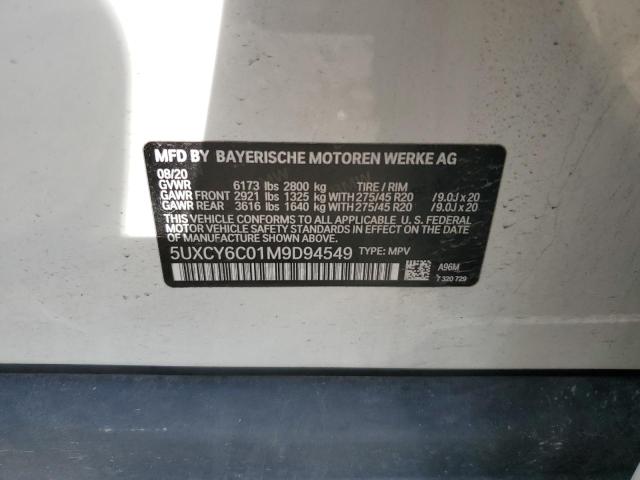 MFD BY BAYERISCHE MOTOREN WERKE AG
08/20
GVWR 6173 lbs 2800 kg TIRE / RIM
GAWR FRONT 2921 lbs 1325 kg WITH 275/45 R20 /9.0J x 20
GAWR REAR 3616 lbs 1640 kg WITH 275/45 R20 /9.0J x 20
THIS VEHICLE CONFORMS TO ALL APPLICABLE U. S. FEDERAL
MOTOR VEHICLE SAFETY STANDARDS IN EFFECT ON THE
DATE OF MANUFACTURE SHOWN ABOVE.
5UXCY6C01M9D94549 TYPE: MPV
A96M
7 320 729